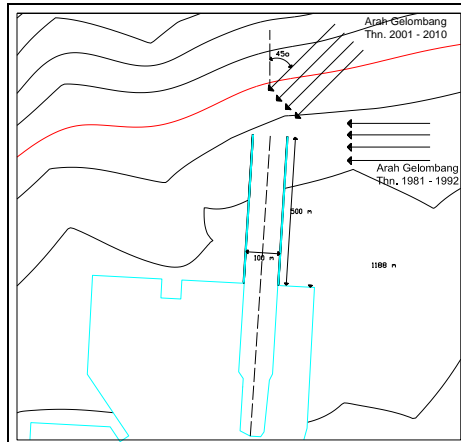 Arah Gelombang
Thn. 2001 - 2010
45o
Arah Gelombang
Thn. 1981 - 1992
500 m
100 m
1188 m